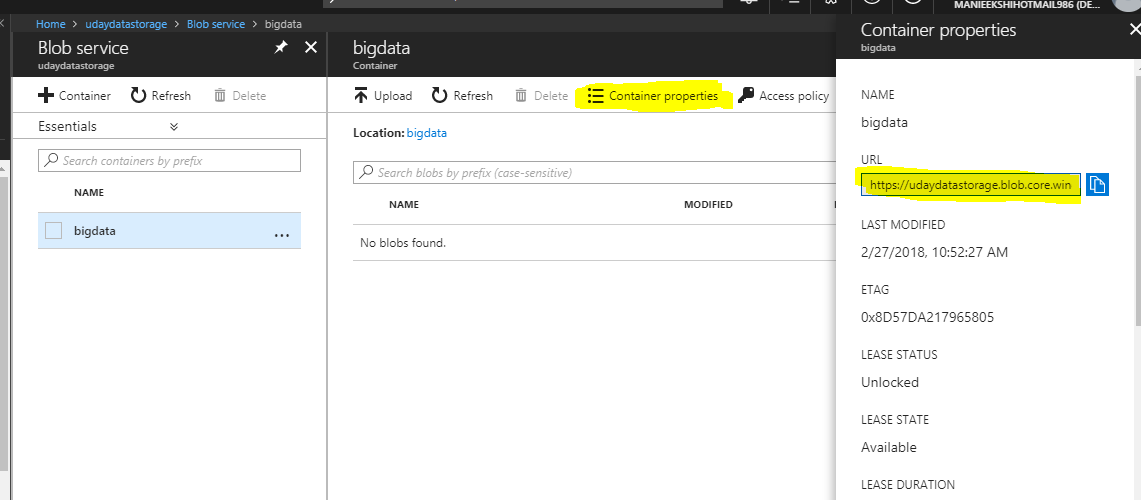 MANIEEKSHIHOTMAIL986 (DE...
Home > udaydatastorage > Blob service > bigdata
Blob service
udaydatastorage
Container
Refresh
Delete
Essentials
Search containers by prefix
NAME
bigdata
...
bigdata
Container
Upload
Refresh
Delete
Container properties
Access policy
Location: bigdata
Search blobs by prefix (case-sensitive)
NAME
MODIFIED
No blobs found.
Container properties
bigdata
NAME
bigdata
URL
https://udaydatastorage.blob.core.win
LAST MODIFIED
2/27/2018, 10:52:27 AM
ETAG
0x8D57DA217965805
LEASE STATUS
Unlocked
LEASE STATE
Available
LEASE DURATION